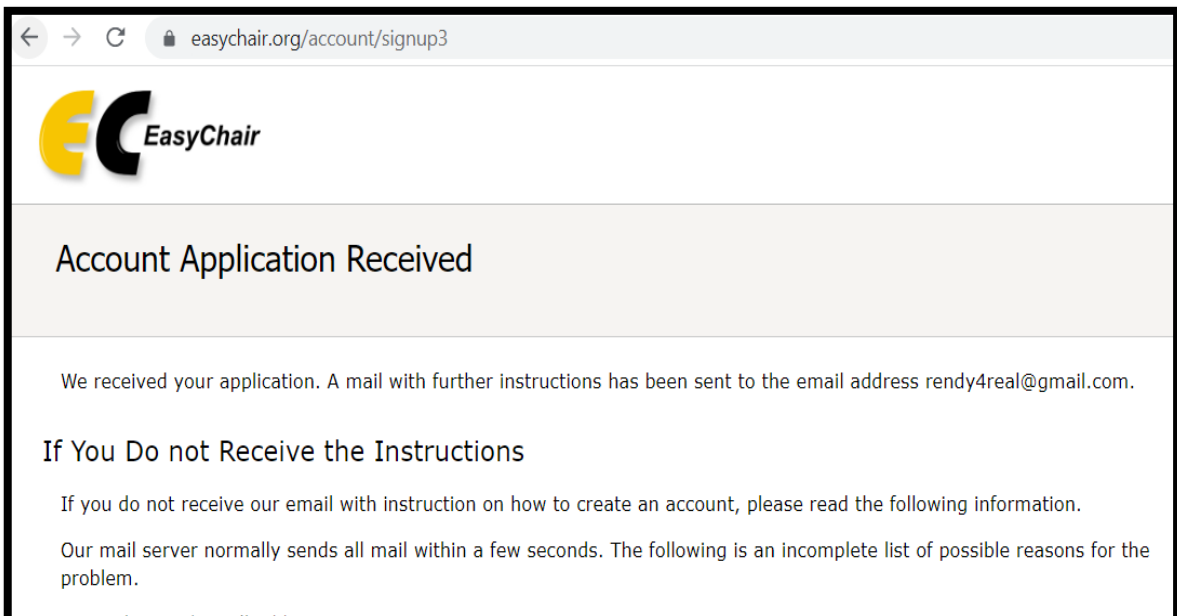 easychair.org/account/signup3
EC EasyChair
Account Application Received
We received your application. A mail with further instructions has been sent to the email address rendy4real@gmail.com.
If You Do not Receive the Instructions
If you do not receive our email with instruction on how to create an account, please read the following information.
Our mail server normally sends all mail within a few seconds. The following is an incomplete list of possible reasons for the
problem.